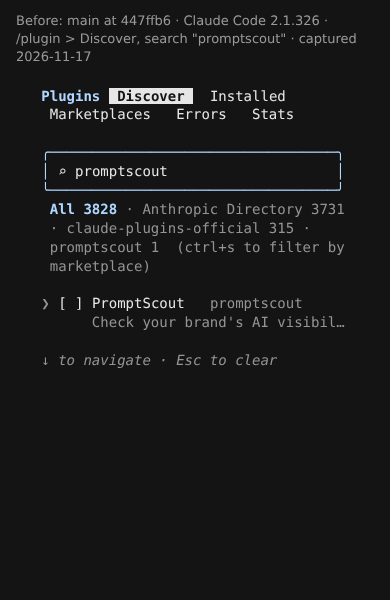 Before: main at 447ffb6 · Claude Code 2.1.326 ·
/plugin > Discover, search "promptscout" · captured
2026-11-17
Plugins Discover Installed
Marketplaces Errors Stats
⌕ promptscout
All 3828 · Anthropic Directory 3731
· claude-plugins-official 315 ·
promptscout 1 (ctrl+s to filter by
marketplace)
❯ [ ] PromptScout promptscout
Check your brand's AI visibil…
↓ to navigate · Esc to clear